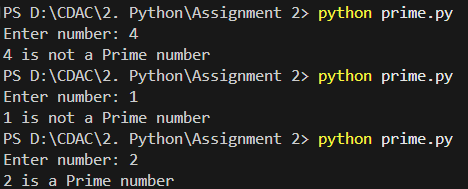 PS D:\CDAC\2. Python\Assignment 2> python prime.py
Enter number: 4
4 is not a Prime number
PS D:\CDAC\2. Python\Assignment 2> python prime.py
Enter number: 1
1 is not a Prime number
PS D:\CDAC\2. Python\Assignment 2> python prime.py
Enter number: 2
2 is a Prime number